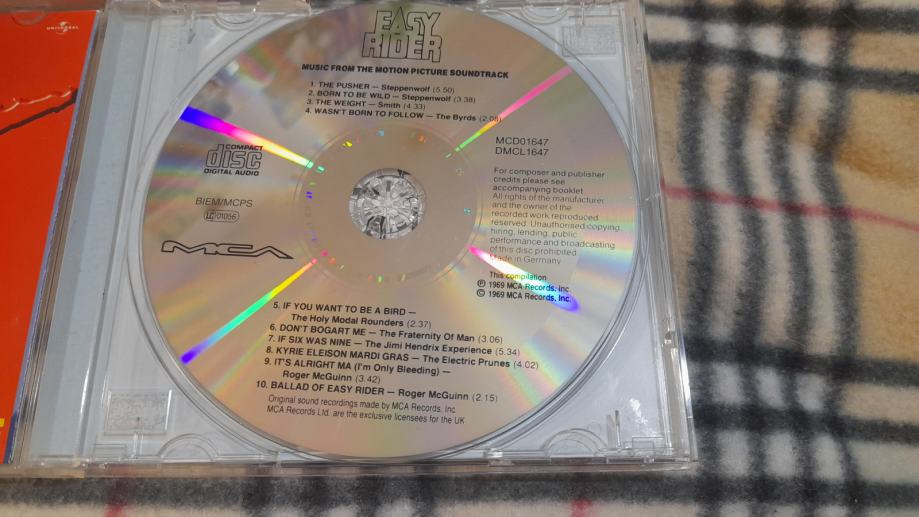 UNIVERSAL
EASY
RIDER
MUSIC FROM THE MOTION PICTURE SOUNDTRACK
1. THE PUSHER — Steppenwolf (5.50)
2. BORN TO BE WILD — Steppenwolf (3.38)
3. THE WEIGHT — Smith (4.33)
4. WASN'T BORN TO FOLLOW — The Byrds (2.08)
COMPACT
disc
DIGITAL AUDIO
BIEM/MCPS
LC 01056
MCA
MCD01647
DMCL1647
For composer and publisher
credits please see
accompanying booklet
All rights of the manufacturer
and the owner of the
recorded work reproduced
reserved. Unauthorised copying,
hiring, lending, public
performance and broadcasting
of this disc prohibited
Made in Germany
This compilation
℗ 1969 MCA Records, Inc.
© 1969 MCA Records, Inc.
5. IF YOU WANT TO BE A BIRD —
The Holy Modal Rounders (2.37)
6. DON'T BOGART ME — The Fraternity Of Man (3.06)
7. IF SIX WAS NINE — The Jimi Hendrix Experience (5.34)
8. KYRIE ELEISON MARDI GRAS — The Electric Prunes (4.02)
9. IT'S ALRIGHT MA (I'm Only Bleeding) —
Roger McGuinn (3.42)
10. BALLAD OF EASY RIDER — Roger McGuinn (2.15)
Original sound recordings made by MCA Records, Inc.
MCA Records Ltd. are the exclusive licensees for the UK